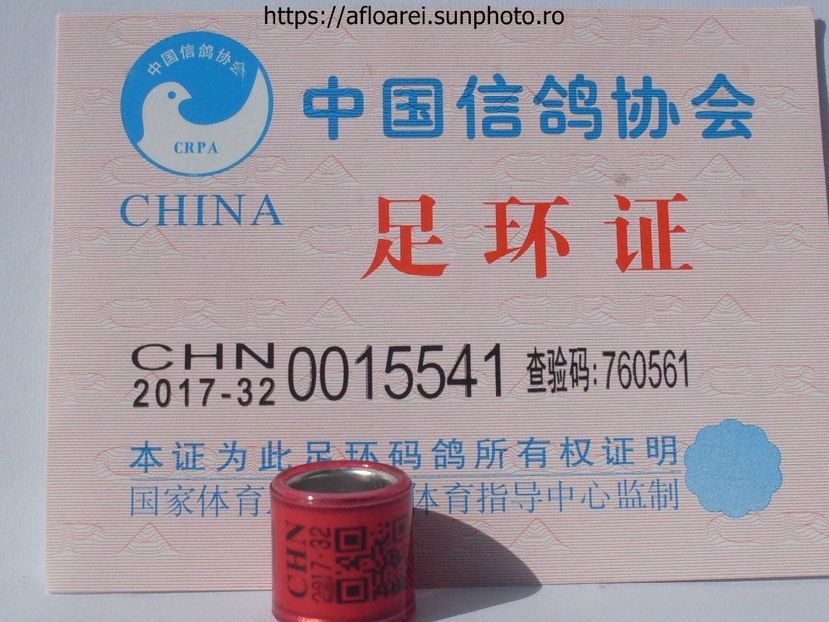 https://afloarei.sunphoto.ro
中国信鸽协会
CRPA
CHINA
中国信鸽协会
足环证
CHN
2017-32 0015541 查验码:760561
本证为此足环码鸽所有权证明
国家体育 体育指导中心监制
CHN
2017-32